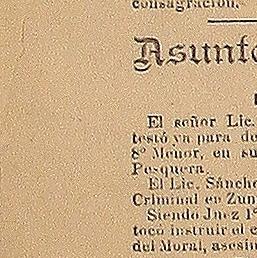 consagración.
Asunto
El señor Lic.
testó ya para de
8º Menor, en su
Pesquera.
El Lic. Sánche
Criminal en Zum
Siendo Juez 1º
tocó instruir el e
del Moral, asesin